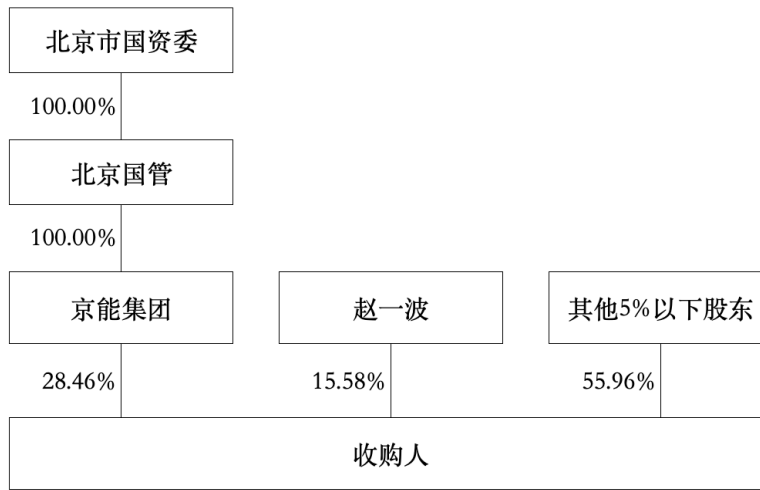 北京市国资委
100.00%
北京国管
100.00%
京能集团
赵一波
其他5%以下股东
28.46%
15.58%
55.96%
收购人